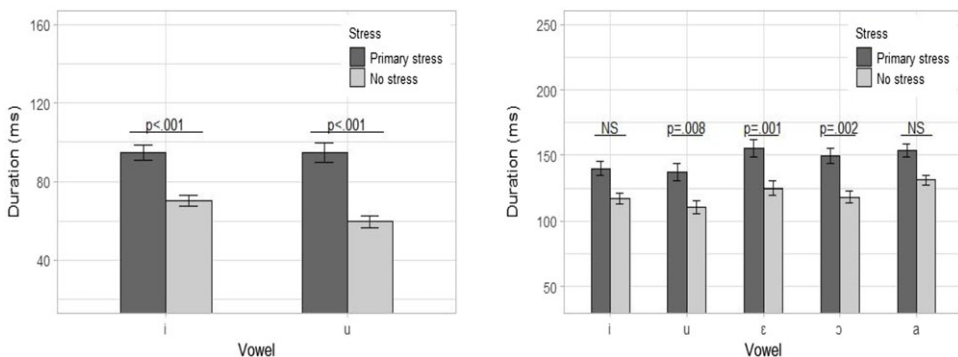 160
120
80
40
Duration (ms)
Stress
Primary stress
No stress
p<.001
p<.001
i
u
Vowel
250
200
150
100
50
Duration (ms)
Stress
Primary stress
No stress
NS
p=.008
p=.001
p=.002
NS
i
u
ɛ
ɔ
a
Vowel